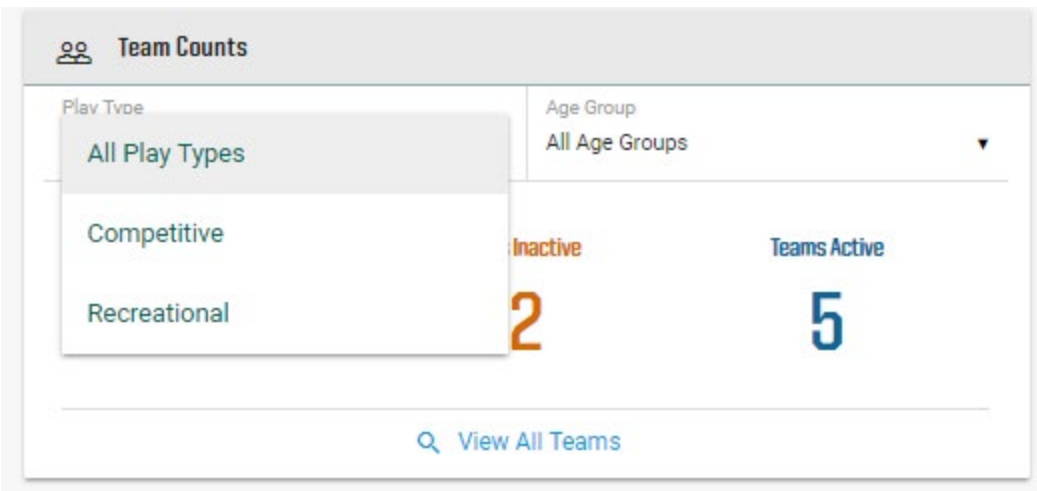 Team Counts
Play Type
All Play Types
Competitive
Recreational
Age Group
All Age Groups
Inactive
2
Teams Active
5
View All Teams